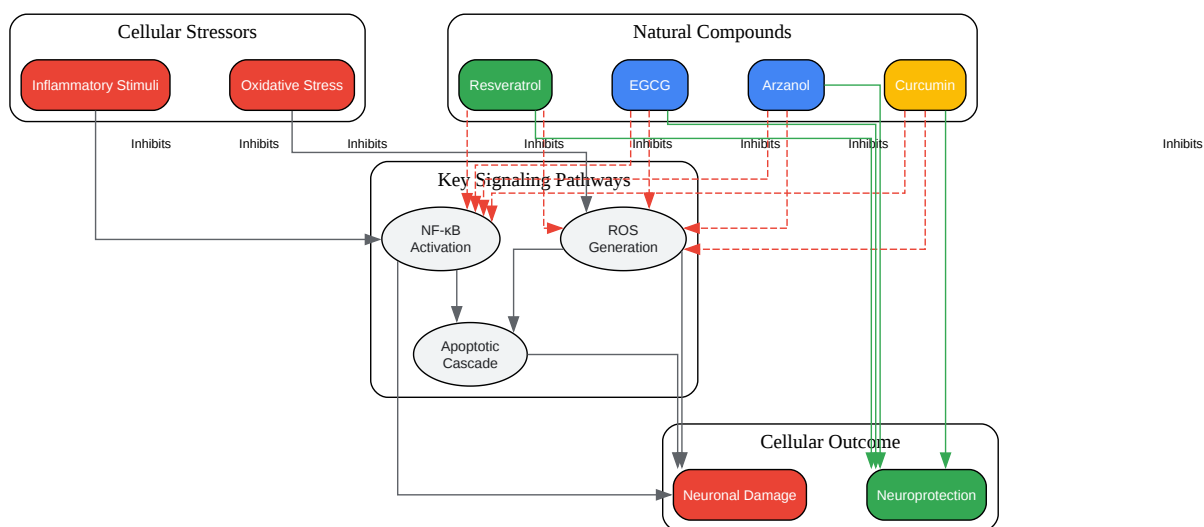 Cellular Stressors
Natural Compounds
Inflammatory Stimuli
Oxidative Stress
Resveratrol
EGCG
Arzanol
Curcumin
Inhibits
Inhibits
Inhibits
Inhibits
Inhibits
Inhibits
Inhibits
Inhibits
Key Signaling Pathways
NF-κB
Activation
ROS
Generation
Apoptotic
Cascade
Cellular Outcome
Neuronal Damage
Neuroprotection